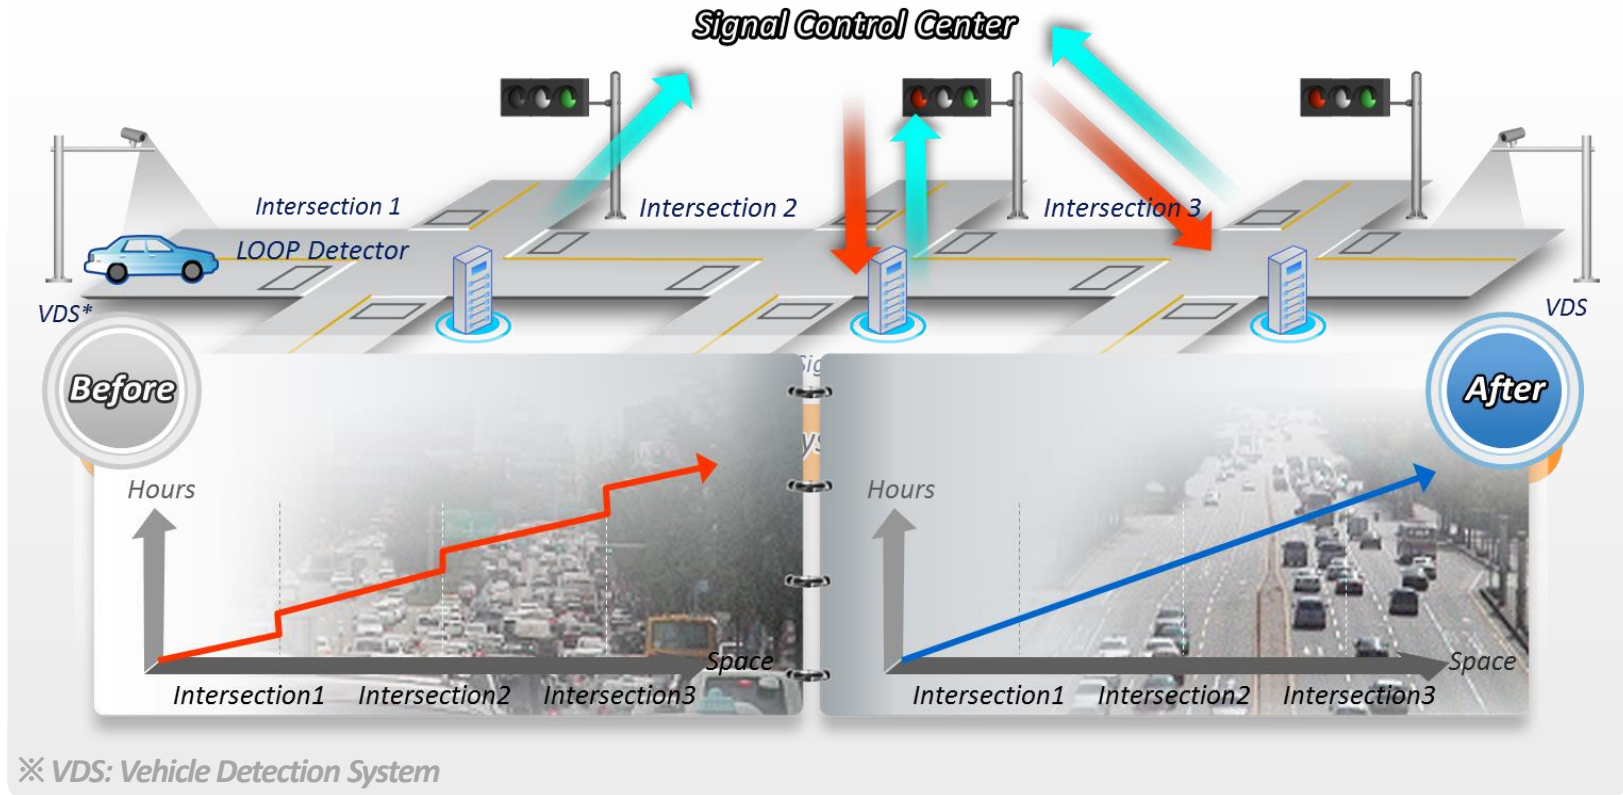 Signal Control Center
Intersection 1
Intersection 2
Intersection 3
LOOP Detector
VDS*
VDS
Before
After
Hours
Space
Intersection1
Intersection2
Intersection3
Hours
Space
Intersection1
Intersection2
Intersection3
※ VDS: Vehicle Detection System